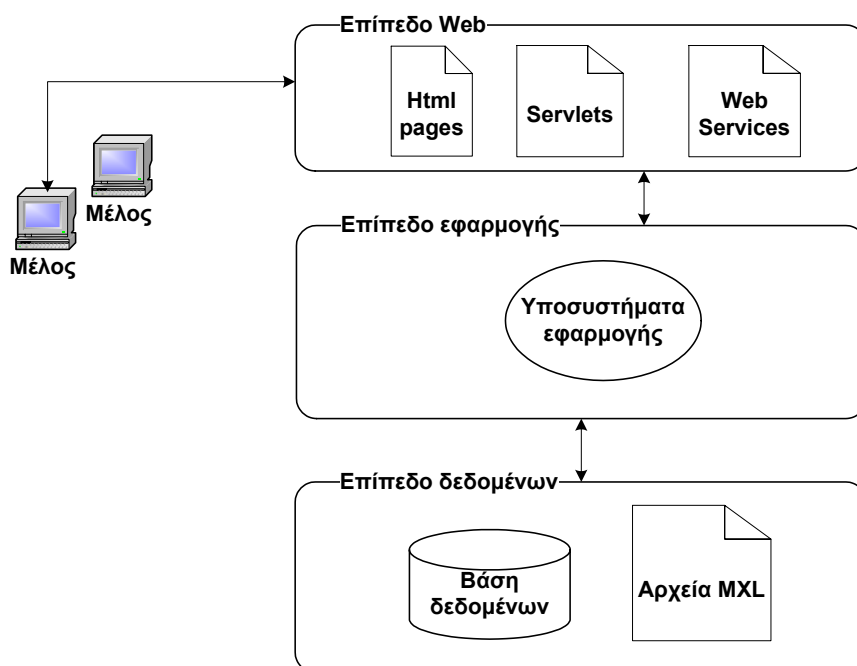 Επίπεδο Web
Html
pages
Servlets
Web
Services
Μέλος
Μέλος
Επίπεδο εφαρμογής
Υποσυστήματα
εφαρμογής
Επίπεδο δεδομένων
Βάση
δεδομένων
Αρχεία MXL